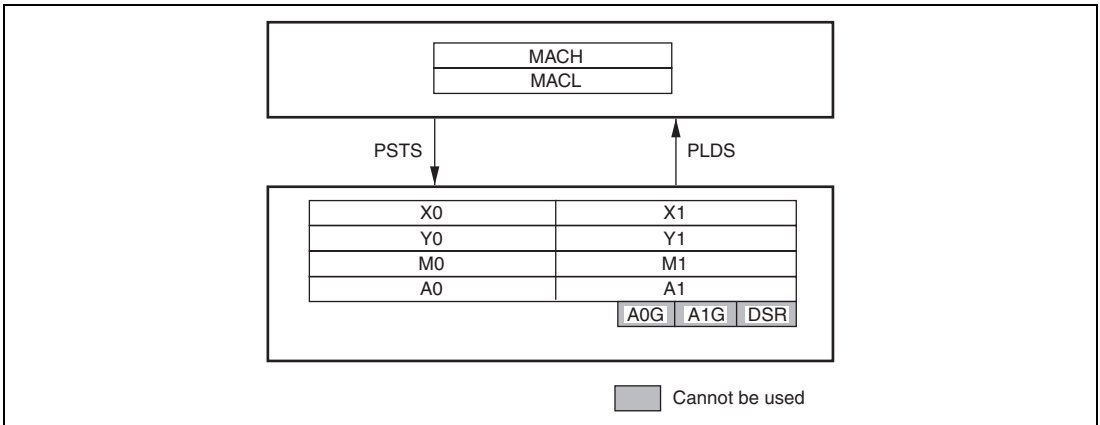 MACH
MACL
PSTS
PLDS
X0 X1
Y0 Y1
M0 M1
A0 A1
A0G A1G DSR
Cannot be used